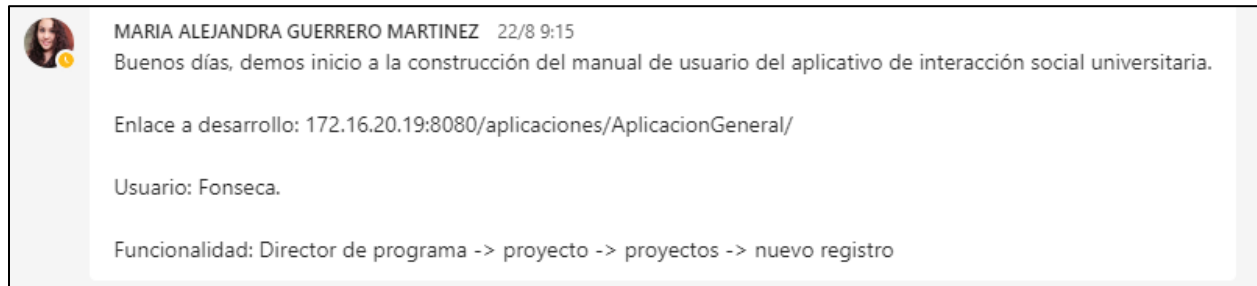 MARIA ALEJANDRA GUERRERO MARTINEZ 22/8 9:15
Buenos días, demos inicio a la construcción del manual de usuario del aplicativo de interacción social universitaria.
Enlace a desarrollo: 172.16.20.19:8080/aplicaciones/AplicacionGeneral/
Usuario: Fonseca.
Funcionalidad: Director de programa -> proyecto -> proyectos -> nuevo registro